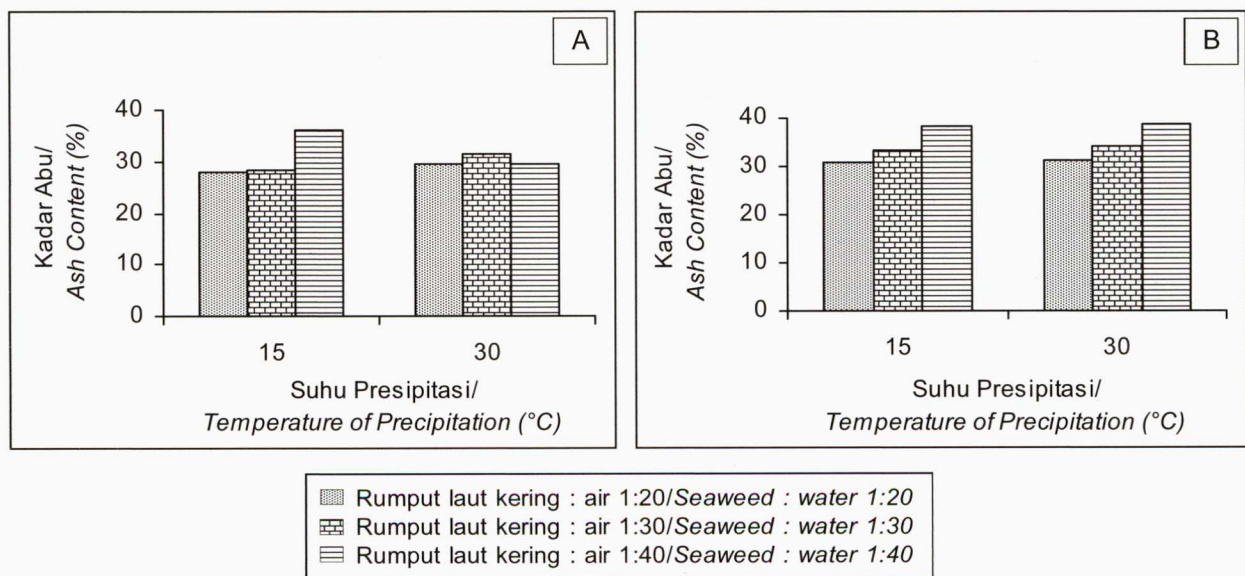 A
Kadar Abu/
Ash Content (%)
40
30
20
10
0
15
30
Suhu Presipitasi/
Temperature of Precipitation (°C)
B
Kadar Abu/
Ash Content (%)
40
30
20
10
0
15
30
Suhu Presipitasi/
Temperature of Precipitation (°C)
Rumput laut kering : air 1:20/Seaweed : water 1:20
Rumput laut kering : air 1:30/Seaweed : water 1:30
Rumput laut kering : air 1:40/Seaweed : water 1:40